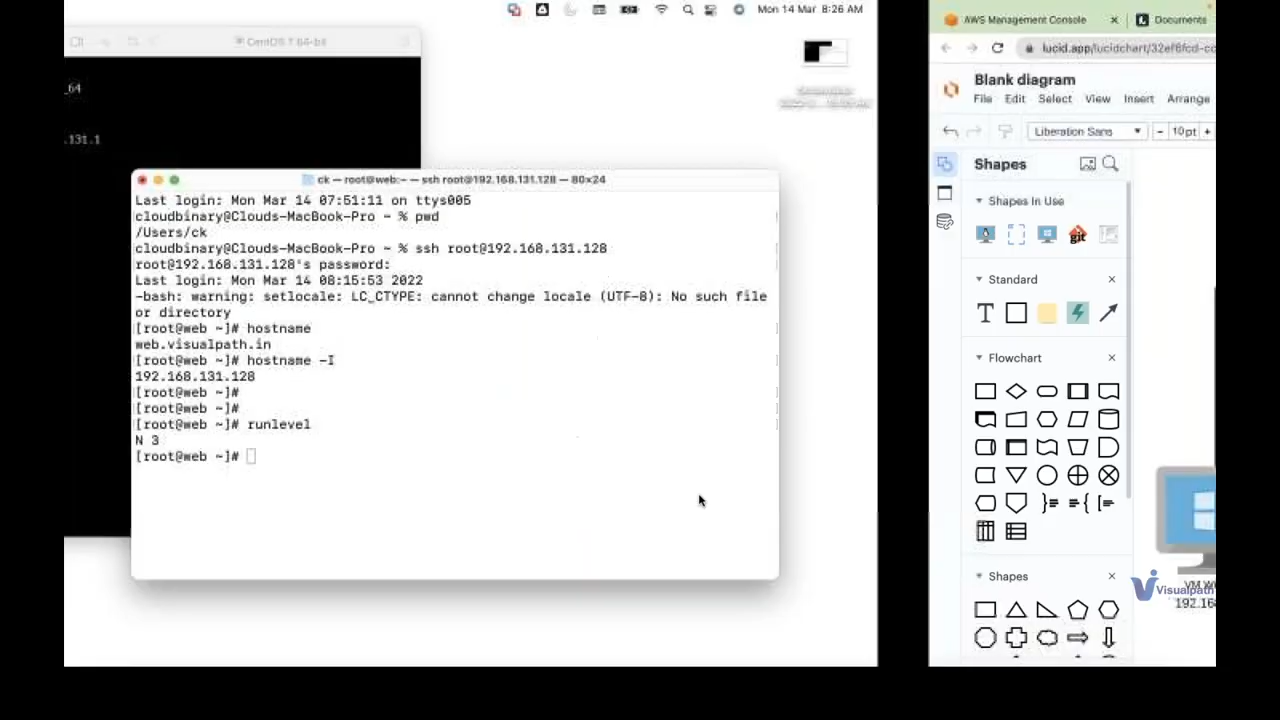 Mon 14 Mar 8:26 AM
CentOS 7 64-bit
_64
.131.1
ck — root@web:~ — ssh root@192.168.131.128 — 80×24
Last login: Mon Mar 14 07:51:11 on ttys005
cloudbinary@Clouds-MacBook-Pro ~ % pwd
/Users/ck
cloudbinary@Clouds-MacBook-Pro ~ % ssh root@192.168.131.128
root@192.168.131.128's password:
Last login: Mon Mar 14 08:15:53 2022
-bash: warning: setlocale: LC_CTYPE: cannot change locale (UTF-8): No such file
or directory
[root@web ~]# hostname
web.visualpath.in
[root@web ~]# hostname -I
192.168.131.128
[root@web ~]#
[root@web ~]#
[root@web ~]# runlevel
N 3
[root@web ~]#
AWS Management Console
Documents
lucid.app/lucidchart/32ef6fcd-cc
Blank diagram
File Edit Select View Insert Arrange
Liberation Sans
10pt
Shapes
Shapes In Use
git
Standard
T
Flowchart
Shapes
Visualpath
192.16